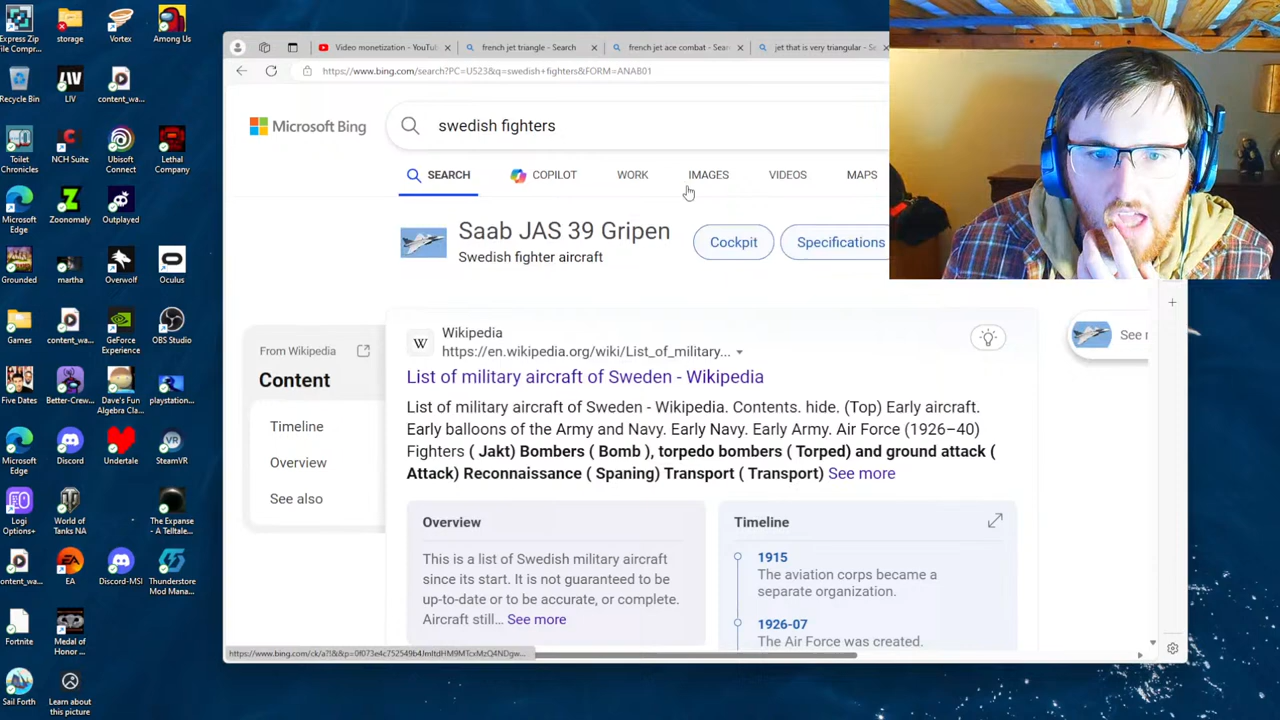 Express Zip
File Compr...
storage
Vortex
Among Us
Recycle Bin
LIV
content_wa...
Toilet
Chronicles
NCH Suite
Ubisoft
Connect
Lethal
Company
Microsoft
Edge
Zoonomaly
Outplayed
Grounded
martha
Overwolf
Oculus
Games
content_wa...
GeForce
Experience
OBS Studio
Five Dates
Better-Crew...
Dave's Fun
Algebra Cla...
playstation...
Microsoft
Edge
Discord
Undertale
SteamVR
Logi
Options+
World of
Tanks NA
The Expanse
- A Telltale...
content_wa...
EA
Discord-MSI
Thunderstore
Mod Mana...
Fortnite
Medal of
Honor ...
Sail Forth
Learn about
this picture
Video monetization - YouTu
french jet triangle - Search
french jet ace combat - Sear
jet that is very triangular - Se
https://www.bing.com/search?PC=US23&q=swedish+fighters&FORM=ANAB01
Microsoft Bing
swedish fighters
SEARCH
COPILOT
WORK
IMAGES
VIDEOS
MAPS
Saab JAS 39 Gripen
Swedish fighter aircraft
Cockpit
Specifications
From Wikipedia
Content
Timeline
Overview
See also
W
Wikipedia
https://en.wikipedia.org/wiki/List_of_military...
List of military aircraft of Sweden - Wikipedia
List of military aircraft of Sweden - Wikipedia. Contents. hide. (Top) Early aircraft.
Early balloons of the Army and Navy. Early Navy. Early Army. Air Force (1926–40)
Fighters ( Jakt) Bombers ( Bomb ), torpedo bombers ( Torped) and ground attack (
Attack) Reconnaissance ( Spaning) Transport ( Transport) See more
Overview
This is a list of Swedish military aircraft
since its start. It is not guaranteed to be
up-to-date or to be accurate, or complete.
Aircraft still... See more
Timeline
1915
The aviation corps became a
separate organization.
1926-07
The Air Force was created.
See